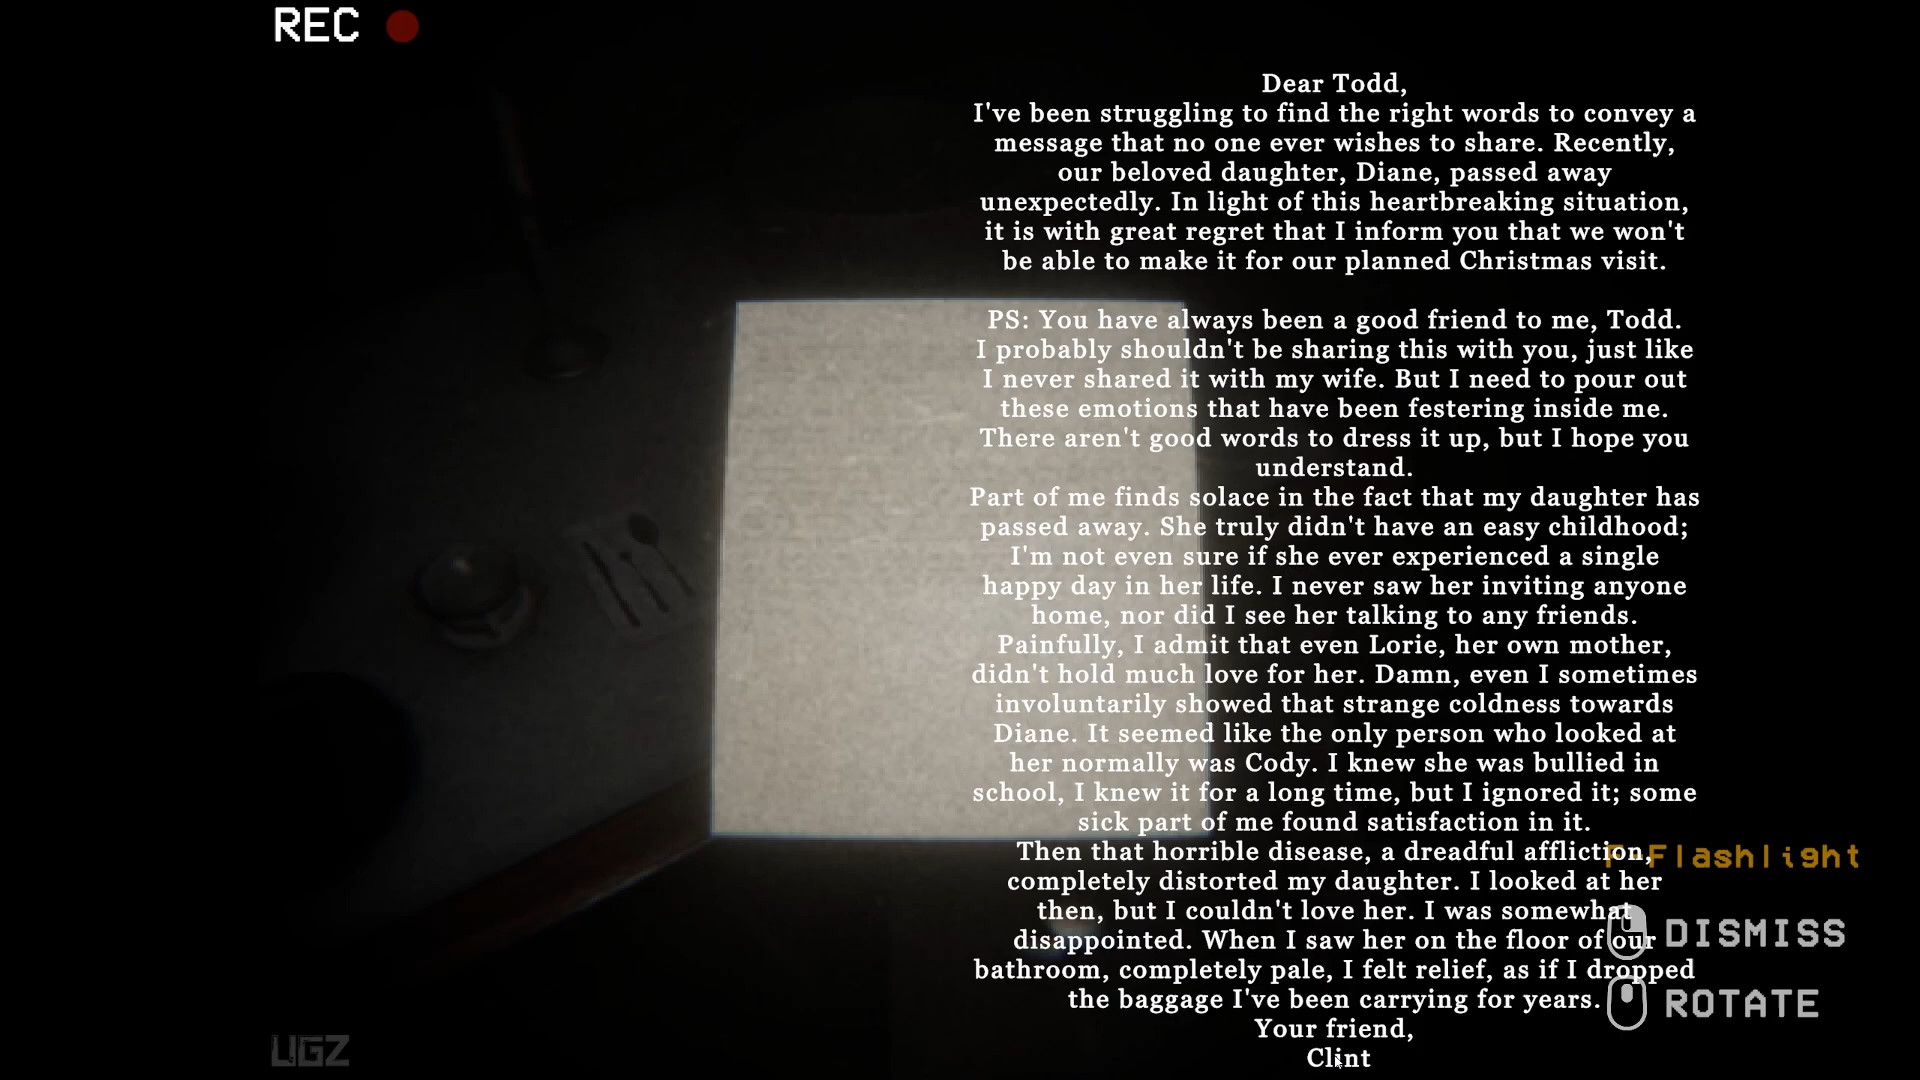 REC
Dear Todd,
I've been struggling to find the right words to convey a
message that no one ever wishes to share. Recently,
our beloved daughter, Diane, passed away
unexpectedly. In light of this heartbreaking situation,
it is with great regret that I inform you that we won't
be able to make it for our planned Christmas visit.
PS: You have always been a good friend to me, Todd.
I probably shouldn't be sharing this with you, just like
I never shared it with my wife. But I need to pour out
these emotions that have been festering inside me.
There aren't good words to dress it up, but I hope you
understand.
Part of me finds solace in the fact that my daughter has
passed away. She truly didn't have an easy childhood;
I'm not even sure if she ever experienced a single
happy day in her life. I never saw her inviting anyone
home, nor did I see her talking to any friends.
Painfully, I admit that even Lorie, her own mother,
didn't hold much love for her. Damn, even I sometimes
involuntarily showed that strange coldness towards
Diane. It seemed like the only person who looked at
her normally was Cody. I knew she was bullied in
school, I knew it for a long time, but I ignored it; some
sick part of me found satisfaction in it.
Then that horrible disease, a dreadful affliction,
completely distorted my daughter. I looked at her
then, but I couldn't love her. I was somewhat
disappointed. When I saw her on the floor of our
bathroom, completely pale, I felt relief, as if I dropped
the baggage I've been carrying for years.
Your friend,
Clint
F-Flashlight
DISMISS
ROTATE
UGZ